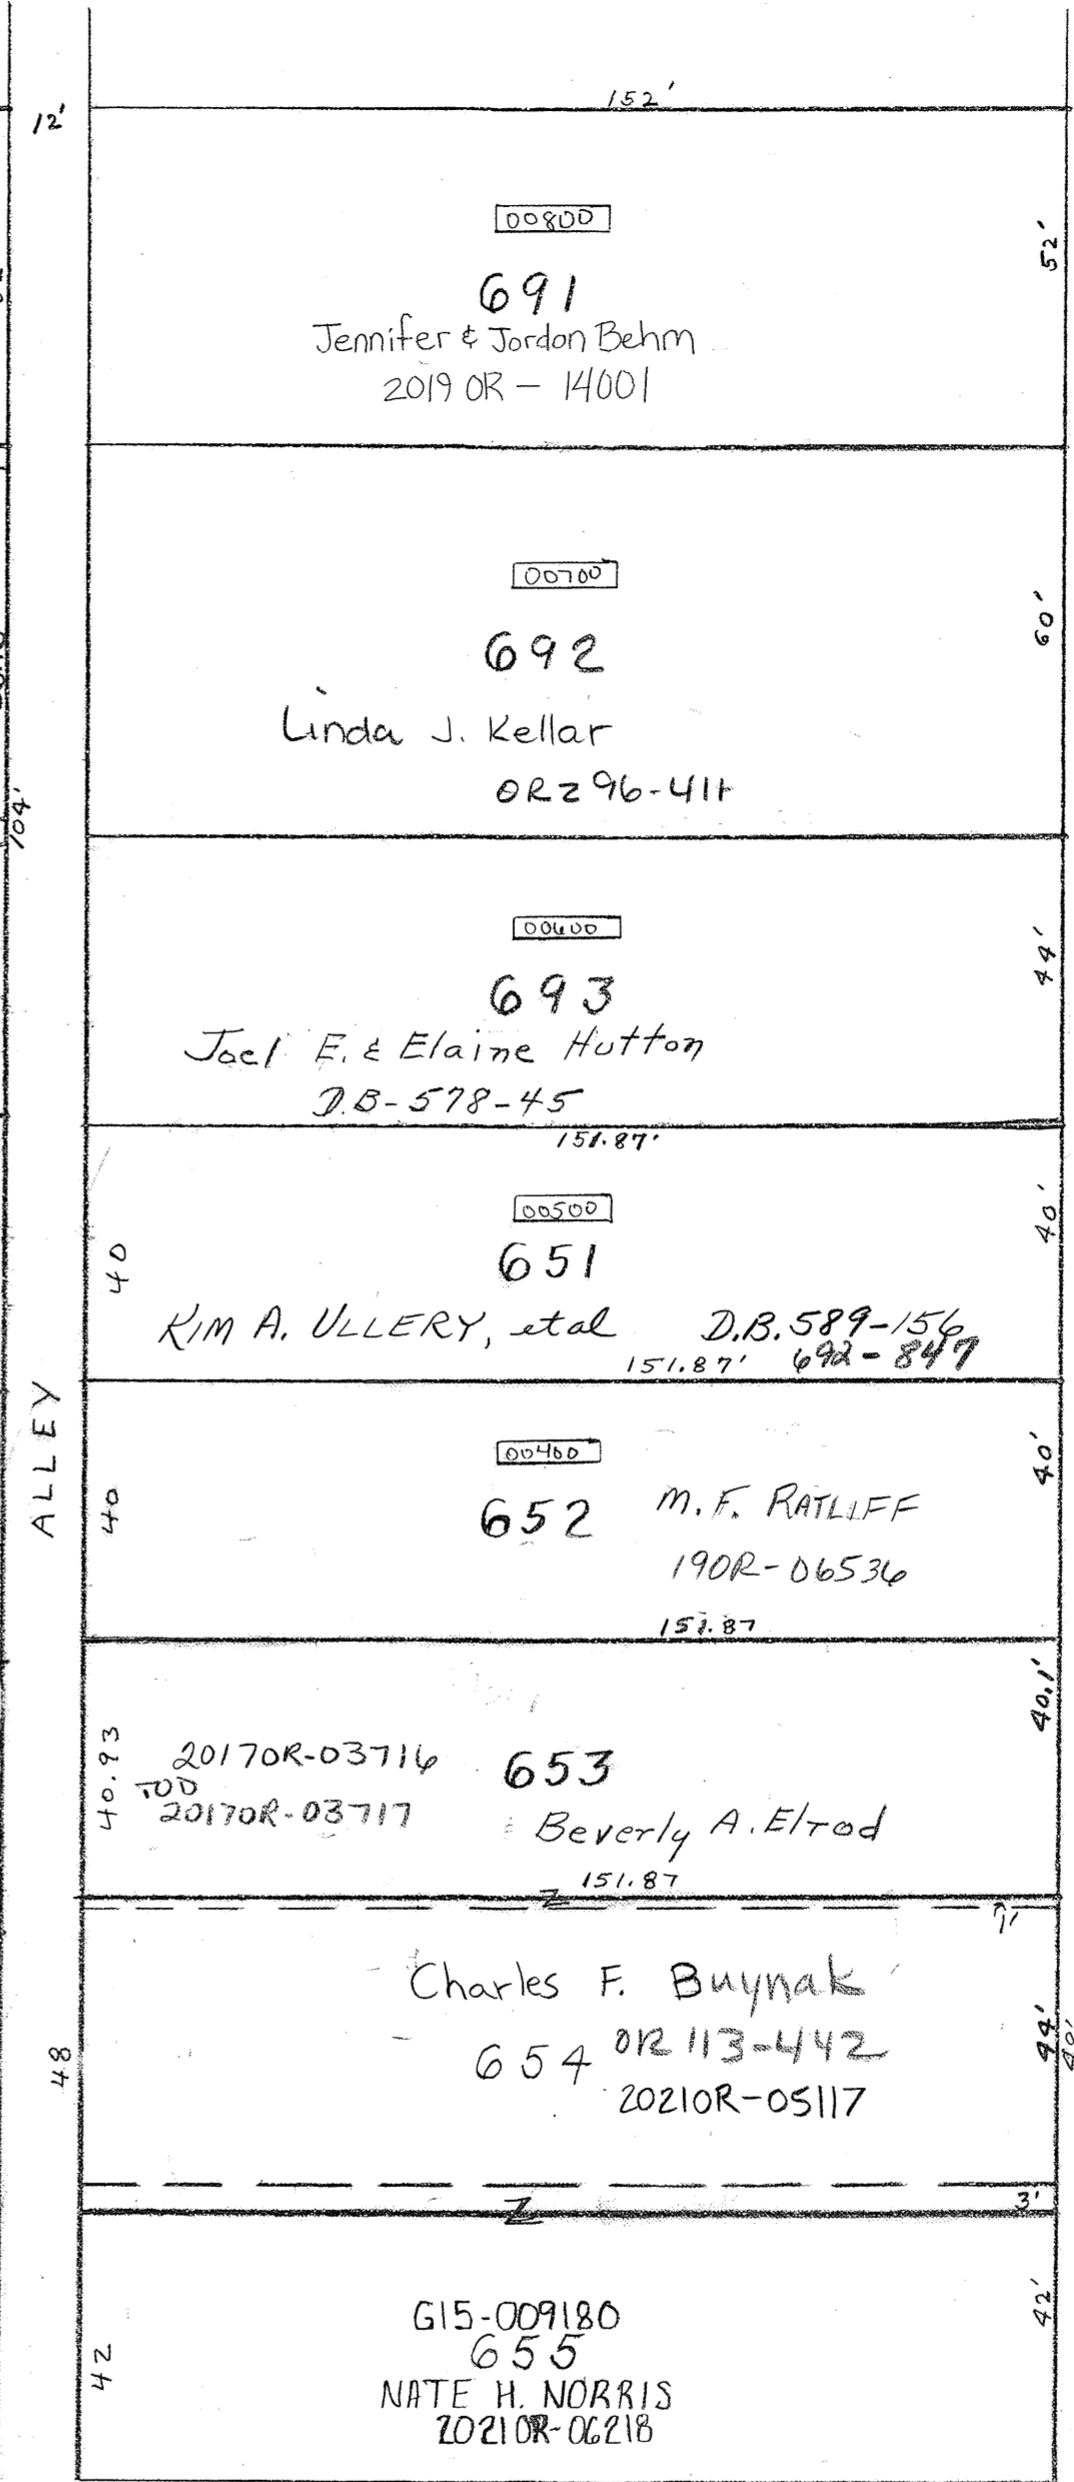 152'
12'
00800
52'
691
Jennifer & Jordon Behm
2019 OR - 14001
00700
60'
692
Linda J. Kellar
104'
00600
44'
693
Joel E. & Elaine Hutton
D.B-578-45
151.87'
00500
40'
651
40
KIM A. ULLERY, etal D.B. 589-156
151.87' 692-847
ALLEY
00400
40'
40
652 M. F. RATLIFF
19OR-06536
151.87
40.1'
40.93
2017OR-03716 653
TOD
2017OR-03717
Beverly A. Elrod
151.87
1'
Charles F. Buynak
44'
48
654 OR 113-442
2021OR-05117
3'
42'
G15-009180
655
42
NATE H. NORRIS
2021OR-06218